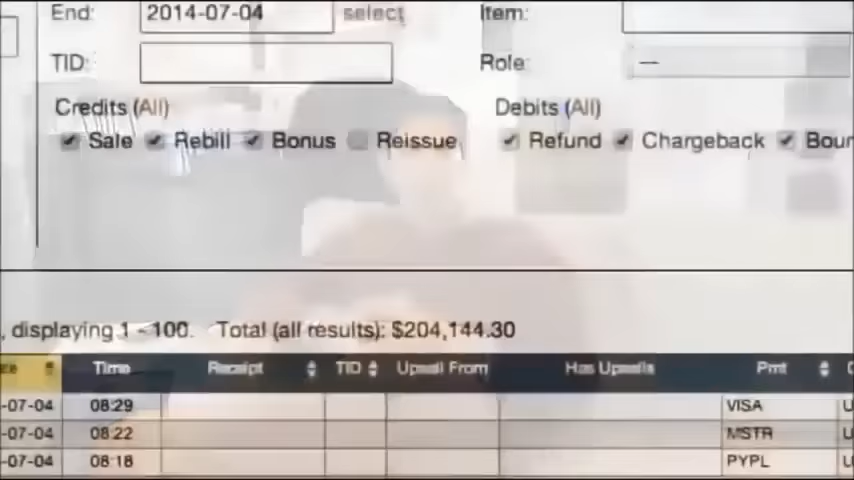 End: 2014-07-04 select Item:
TID: Role: —
Credits (All) Debits (All)
Sale Rebill Bonus Reissue Refund Chargeback
, displaying 1 - 100. Total (all results): $204,144.30
Time Receipt TID Upsell From Has Upsells Pmt
-07-04 08:29 VISA U
-07-04 08:22 MSTR U
-07-04 08:18 PYPL U